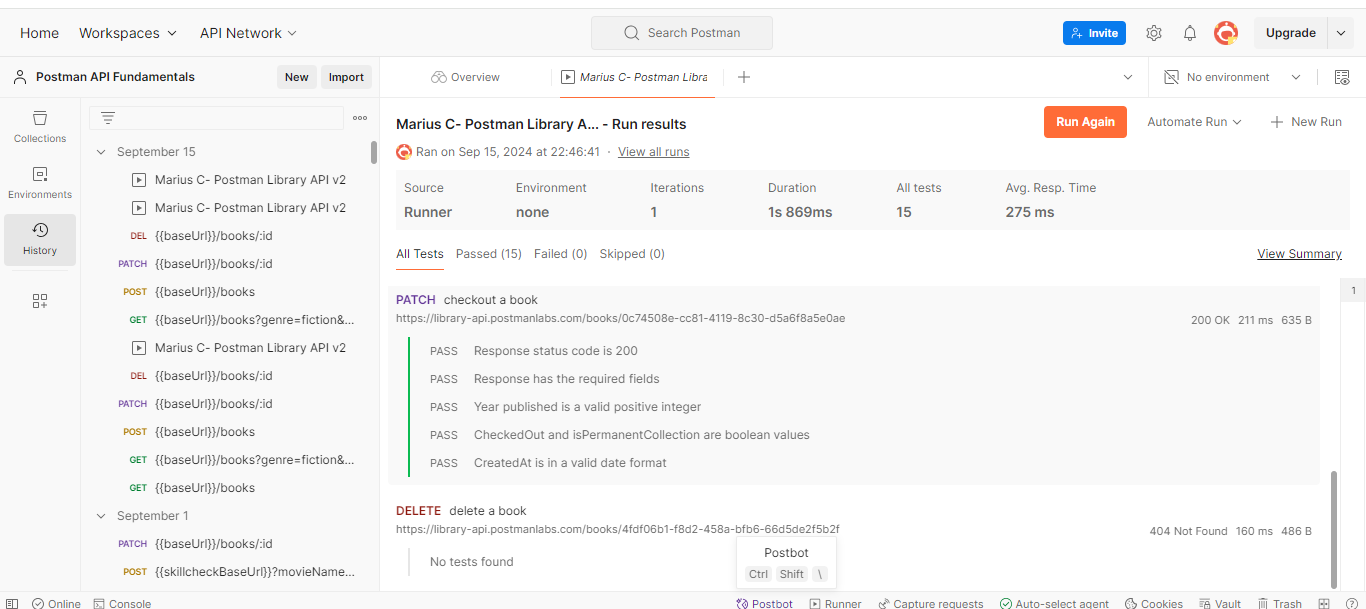 Home Workspaces API Network Search Postman Invite Upgrade
Postman API Fundamentals New Import Overview Marius C- Postman Libra No environment
Collections
Environments
History
September 15
Marius C- Postman Library API v2
Marius C- Postman Library API v2
DEL {{baseUrl}}/books/:id
PATCH {{baseUrl}}/books/:id
POST {{baseUrl}}/books
GET {{baseUrl}}/books?genre=fiction&...
Marius C- Postman Library API v2
DEL {{baseUrl}}/books/:id
PATCH {{baseUrl}}/books/:id
POST {{baseUrl}}/books
GET {{baseUrl}}/books?genre=fiction&...
GET {{baseUrl}}/books
September 1
PATCH {{baseUrl}}/books/:id
POST {{skillcheckBaseUrl}}?movieName...
Marius C- Postman Library A... - Run results Run Again Automate Run New Run
Ran on Sep 15, 2024 at 22:46:41 · View all runs
Source Environment Iterations Duration All tests Avg. Resp. Time
Runner none 1 1s 869ms 15 275 ms
All Tests Passed (15) Failed (0) Skipped (0) View Summary
1
PATCH checkout a book
https://library-api.postmanlabs.com/books/0c74508e-cc81-4119-8c30-d5a6f8a5e0ae 200 OK 211 ms 635 B
PASS Response status code is 200
PASS Response has the required fields
PASS Year published is a valid positive integer
PASS CheckedOut and isPermanentCollection are boolean values
PASS CreatedAt is in a valid date format
DELETE delete a book
https://library-api.postmanlabs.com/books/4fdf06b1-f8d2-458a-bfb6-66d5de2f5b2f 404 Not Found 160 ms 486 B
No tests found
Postbot
Ctrl Shift \
Online Console Postbot Runner Capture requests Auto-select agent Cookies Vault Trash